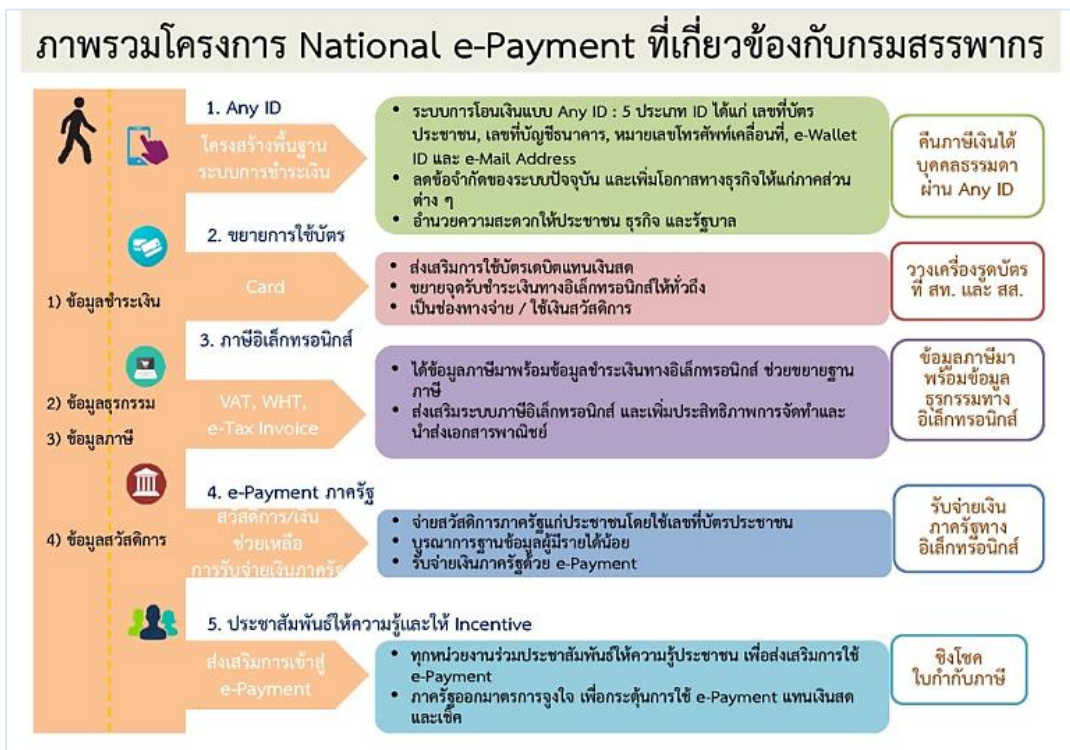 ภาพรวมโครงการ National e-Payment ที่เกี่ยวข้องกับกรมสรรพากร
1. Any ID
โครงสร้างพื้นฐาน
ระบบการชำระเงิน
• ระบบการโอนเงินแบบ Any ID : 5 ประเภท ID ได้แก่ เลขที่บัตร
ประชาชน, เลขที่บัญชีธนาคาร, หมายเลขโทรศัพท์เคลื่อนที่, e-Wallet
ID และ e-Mail Address
• ลดข้อจำกัดของระบบปัจจุบัน และเพิ่มโอกาสทางธุรกิจให้แก่ภาคส่วน
ต่าง ๆ
• อำนวยความสะดวกให้ประชาชน ธุรกิจ และรัฐบาล
คืนภาษีเงินได้
บุคคลธรรมดา
ผ่าน Any ID
2. ขยายการใช้บัตร
Card
• ส่งเสริมการใช้บัตรเดบิตแทนเงินสด
• ขยายจุดรับชำระเงินทางอิเล็กทรอนิกส์ให้ทั่วถึง
• เป็นช่องทางจ่าย / ใช้เงินสวัสดิการ
วางเครื่องรูดบัตร
ที่ สท. และ สส.
1) ข้อมูลชำระเงิน
3. ภาษีอิเล็กทรอนิกส์
VAT, WHT,
e-Tax Invoice
• ได้ข้อมูลภาษีมาพร้อมข้อมูลชำระเงินทางอิเล็กทรอนิกส์ ช่วยขยายฐาน
ภาษี
• ส่งเสริมระบบภาษีอิเล็กทรอนิกส์ และเพิ่มประสิทธิภาพการจัดทำและ
นำส่งเอกสารพาณิชย์
ข้อมูลภาษีมา
พร้อมข้อมูล
ธุรกรรมทาง
อิเล็กทรอนิกส์
2) ข้อมูลธุรกรรม
3) ข้อมูลภาษี
4. e-Payment ภาครัฐ
สวัสดิการ/เงิน
ช่วยเหลือ
การรับจ่ายเงินภาครัฐ
• จ่ายสวัสดิการภาครัฐแก่ประชาชนโดยใช้เลขที่บัตรประชาชน
• บูรณาการฐานข้อมูลผู้มีรายได้น้อย
• รับจ่ายเงินภาครัฐด้วย e-Payment
รับจ่ายเงิน
ภาครัฐทาง
อิเล็กทรอนิกส์
4) ข้อมูลสวัสดิการ
5. ประชาสัมพันธ์ให้ความรู้และให้ Incentive
ส่งเสริมการเข้าสู่
e-Payment
• ทุกหน่วยงานร่วมประชาสัมพันธ์ให้ความรู้ประชาชน เพื่อส่งเสริมการใช้
e-Payment
• ภาครัฐออกมาตรการจูงใจ เพื่อกระตุ้นการใช้ e-Payment แทนเงินสด
และเช็ค
ชิงโชค
ใบกำกับภาษี